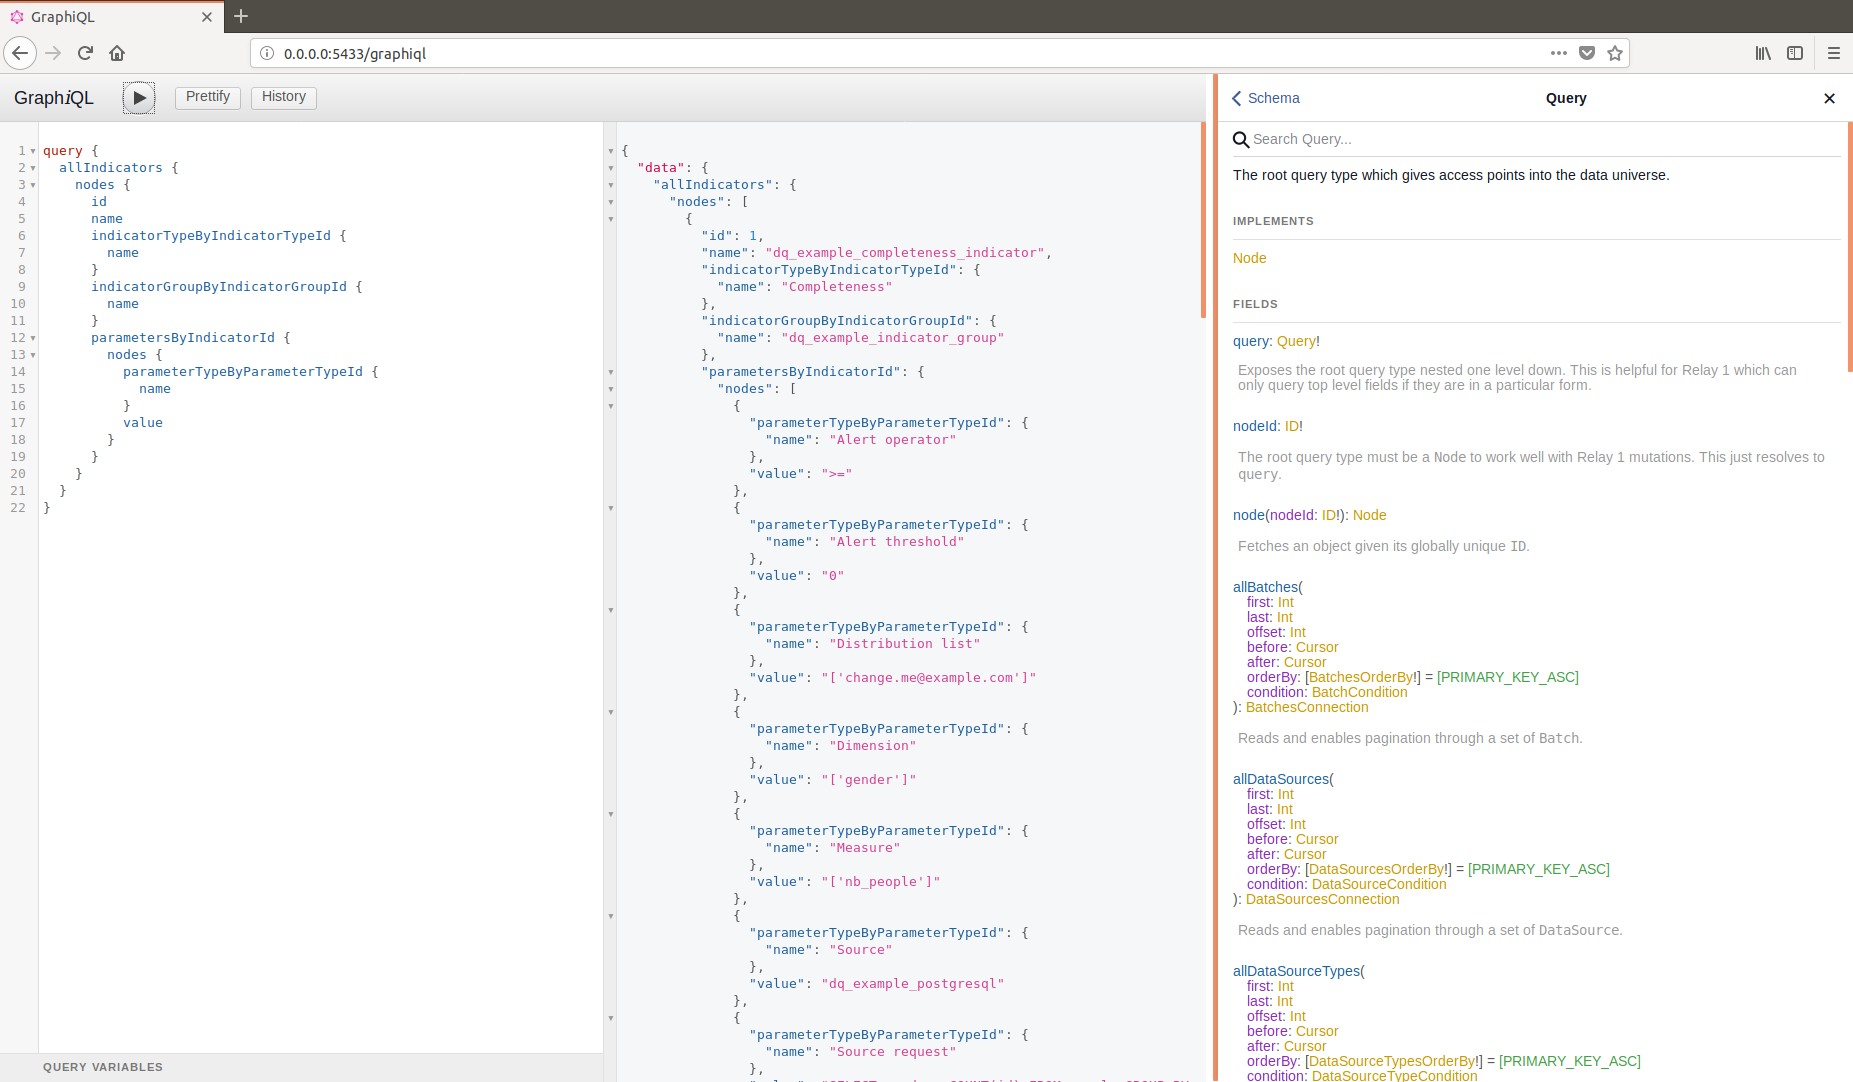 GraphiQL
0.0.0.0:5433/graphiql
GraphiQL
Prettify
History
1 query {
2 allIndicators {
3 nodes {
4 id
5 name
6 indicatorTypeByIndicatorTypeId {
7 name
8 }
9 indicatorGroupByIndicatorGroupId {
10 name
11 }
12 parametersByIndicatorId {
13 nodes {
14 parameterTypeByParameterTypeId {
15 name
16 }
17 value
18 }
19 }
20 }
21 }
22 }
QUERY VARIABLES
{
"data": {
"allIndicators": {
"nodes": [
{
"id": 1,
"name": "dq_example_completeness_indicator",
"indicatorTypeByIndicatorTypeId": {
"name": "Completeness"
},
"indicatorGroupByIndicatorGroupId": {
"name": "dq_example_indicator_group"
},
"parametersByIndicatorId": {
"nodes": [
{
"parameterTypeByParameterTypeId": {
"name": "Alert operator"
},
"value": ">="
},
{
"parameterTypeByParameterTypeId": {
"name": "Alert threshold"
},
"value": "0"
},
{
"parameterTypeByParameterTypeId": {
"name": "Distribution list"
},
"value": "['change.me@example.com']"
},
{
"parameterTypeByParameterTypeId": {
"name": "Dimension"
},
"value": "['gender']"
},
{
"parameterTypeByParameterTypeId": {
"name": "Measure"
},
"value": "['nb_people']"
},
{
"parameterTypeByParameterTypeId": {
"name": "Source"
},
"value": "dq_example_postgresql"
},
{
"parameterTypeByParameterTypeId": {
"name": "Source request"
},
Schema
Query
Search Query...
The root query type which gives access points into the data universe.
IMPLEMENTS
Node
FIELDS
query: Query!
Exposes the root query type nested one level down. This is helpful for Relay 1 which can
only query top level fields if they are in a particular form.
nodeId: ID!
The root query type must be a Node to work well with Relay 1 mutations. This just resolves to
query.
node(nodeId: ID!): Node
Fetches an object given its globally unique ID.
allBatches(
first: Int
last: Int
offset: Int
before: Cursor
after: Cursor
orderBy: [BatchesOrderBy!] = [PRIMARY_KEY_ASC]
condition: BatchCondition
): BatchesConnection
Reads and enables pagination through a set of Batch.
allDataSources(
first: Int
last: Int
offset: Int
before: Cursor
after: Cursor
orderBy: [DataSourcesOrderBy!] = [PRIMARY_KEY_ASC]
condition: DataSourceCondition
): DataSourcesConnection
Reads and enables pagination through a set of DataSource.
allDataSourceTypes(
first: Int
last: Int
offset: Int
before: Cursor
after: Cursor
orderBy: [DataSourceTypesOrderBy!] = [PRIMARY_KEY_ASC]
condition: DataSourceTypeCondition